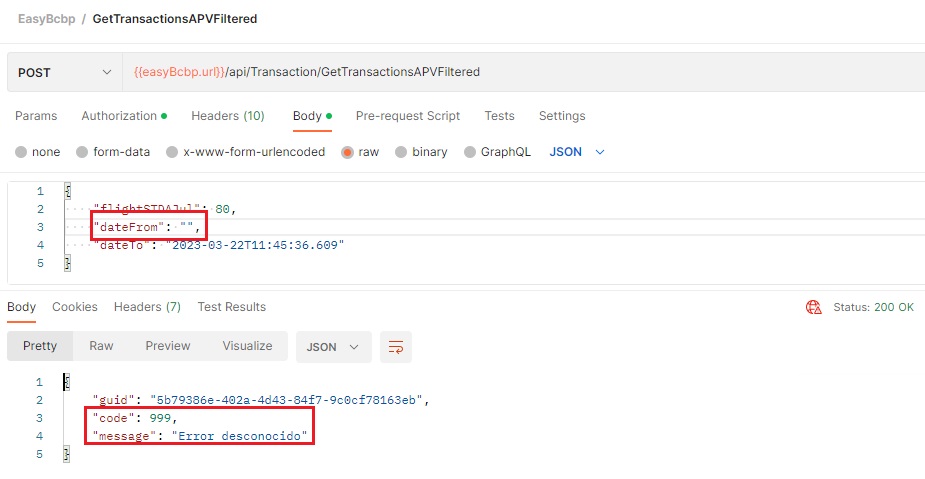 EasyBcbp / GetTransactionsAPVFiltered
POST {{easyBcbp.url}}/api/Transaction/GetTransactionsAPVFiltered
Params Authorization Headers (10) Body Pre-request Script Tests Settings
none form-data x-www-form-urlencoded raw binary GraphQL JSON
1 {
2 "flightSTDAJul": 80,
3 "dateFrom": "",
4 "dateTo": "2023-03-22T11:45:36.609"
5 }
Body Cookies Headers (7) Test Results Status: 200 OK
Pretty Raw Preview Visualize JSON
1 {
2 "guid": "5b79386e-402a-4d43-84f7-9c0cf78163eb",
3 "code": 999,
4 "message": "Error desconocido"
5 }